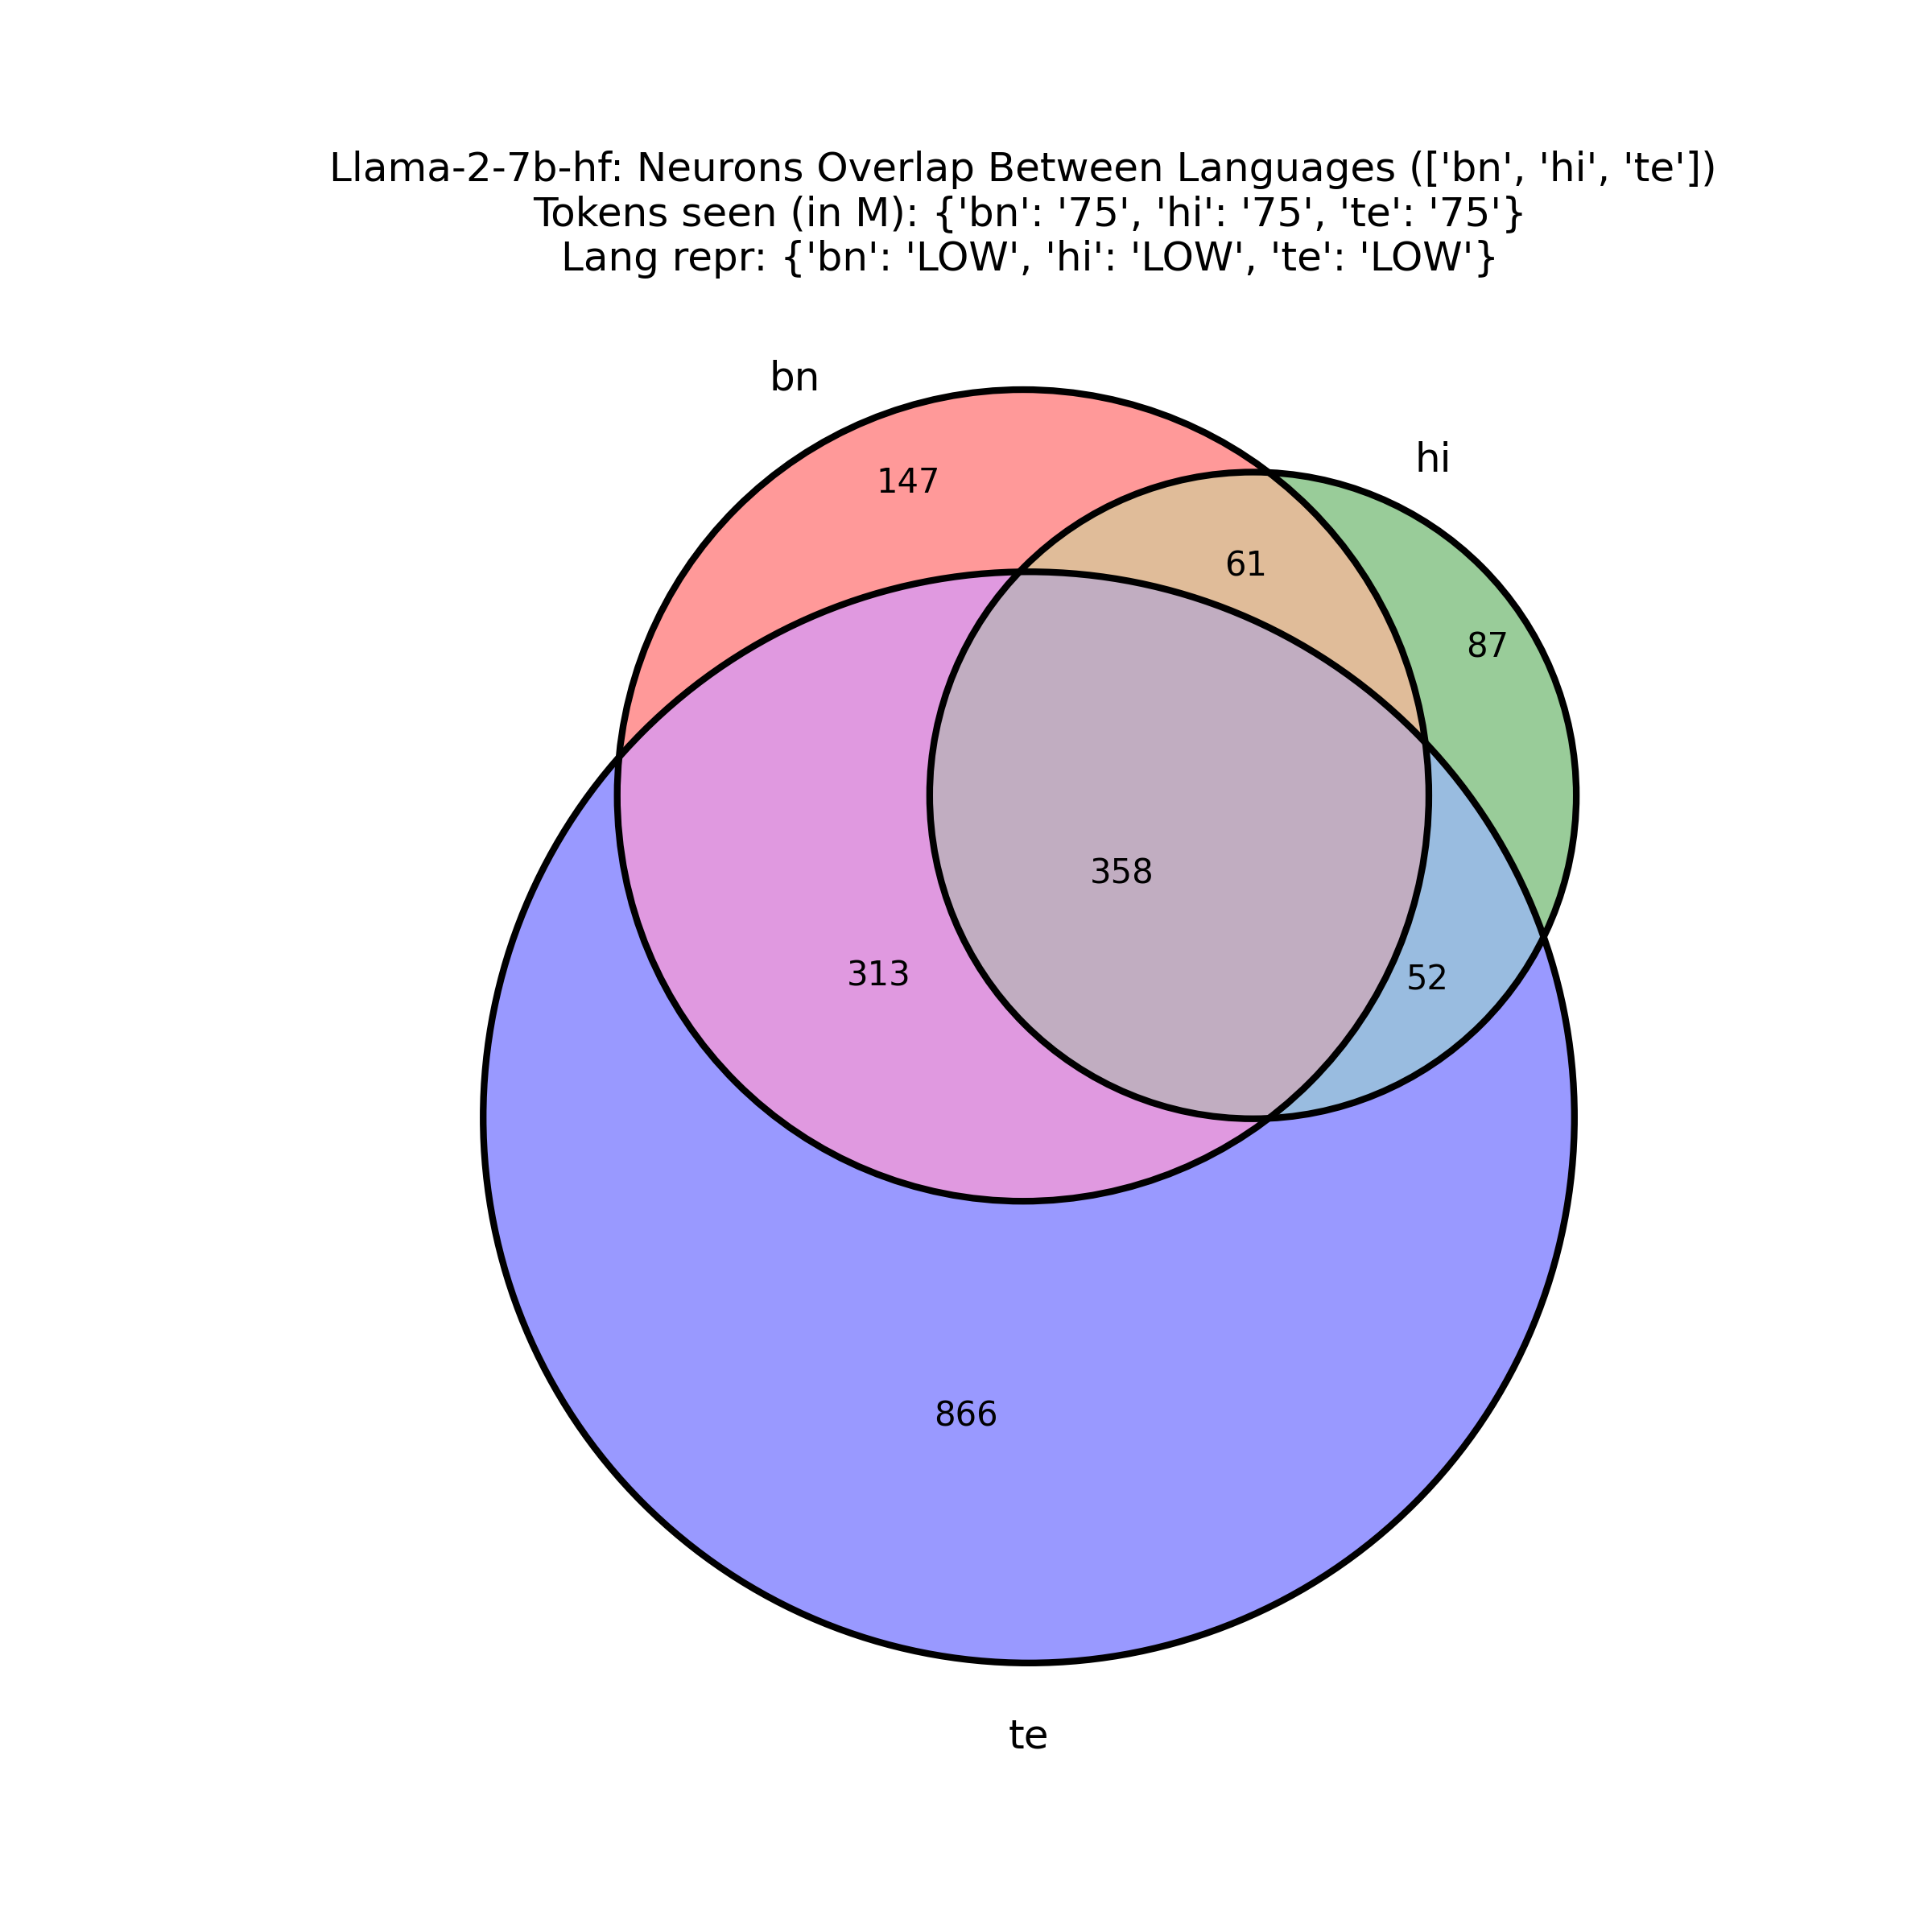 Llama-2-7b-hf: Neurons Overlap Between Languages (['bn', 'hi', 'te'])
Tokens seen (in M): {'bn': '75', 'hi': '75', 'te': '75'}
Lang repr: {'bn': 'LOW', 'hi': 'LOW', 'te': 'LOW'}
bn
hi
147
61
87
358
313
52
866
te